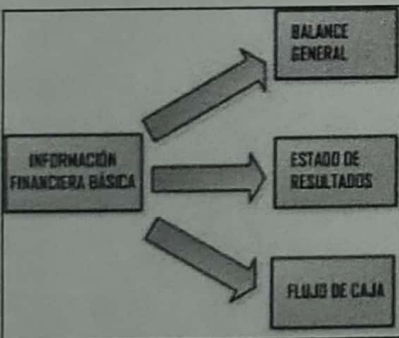 BALANCE
GENERAL
INFORMACIÓN
FINANCIERA BÁSICA
ESTADO DE
RESULTADOS
FLUJO DE CAJA